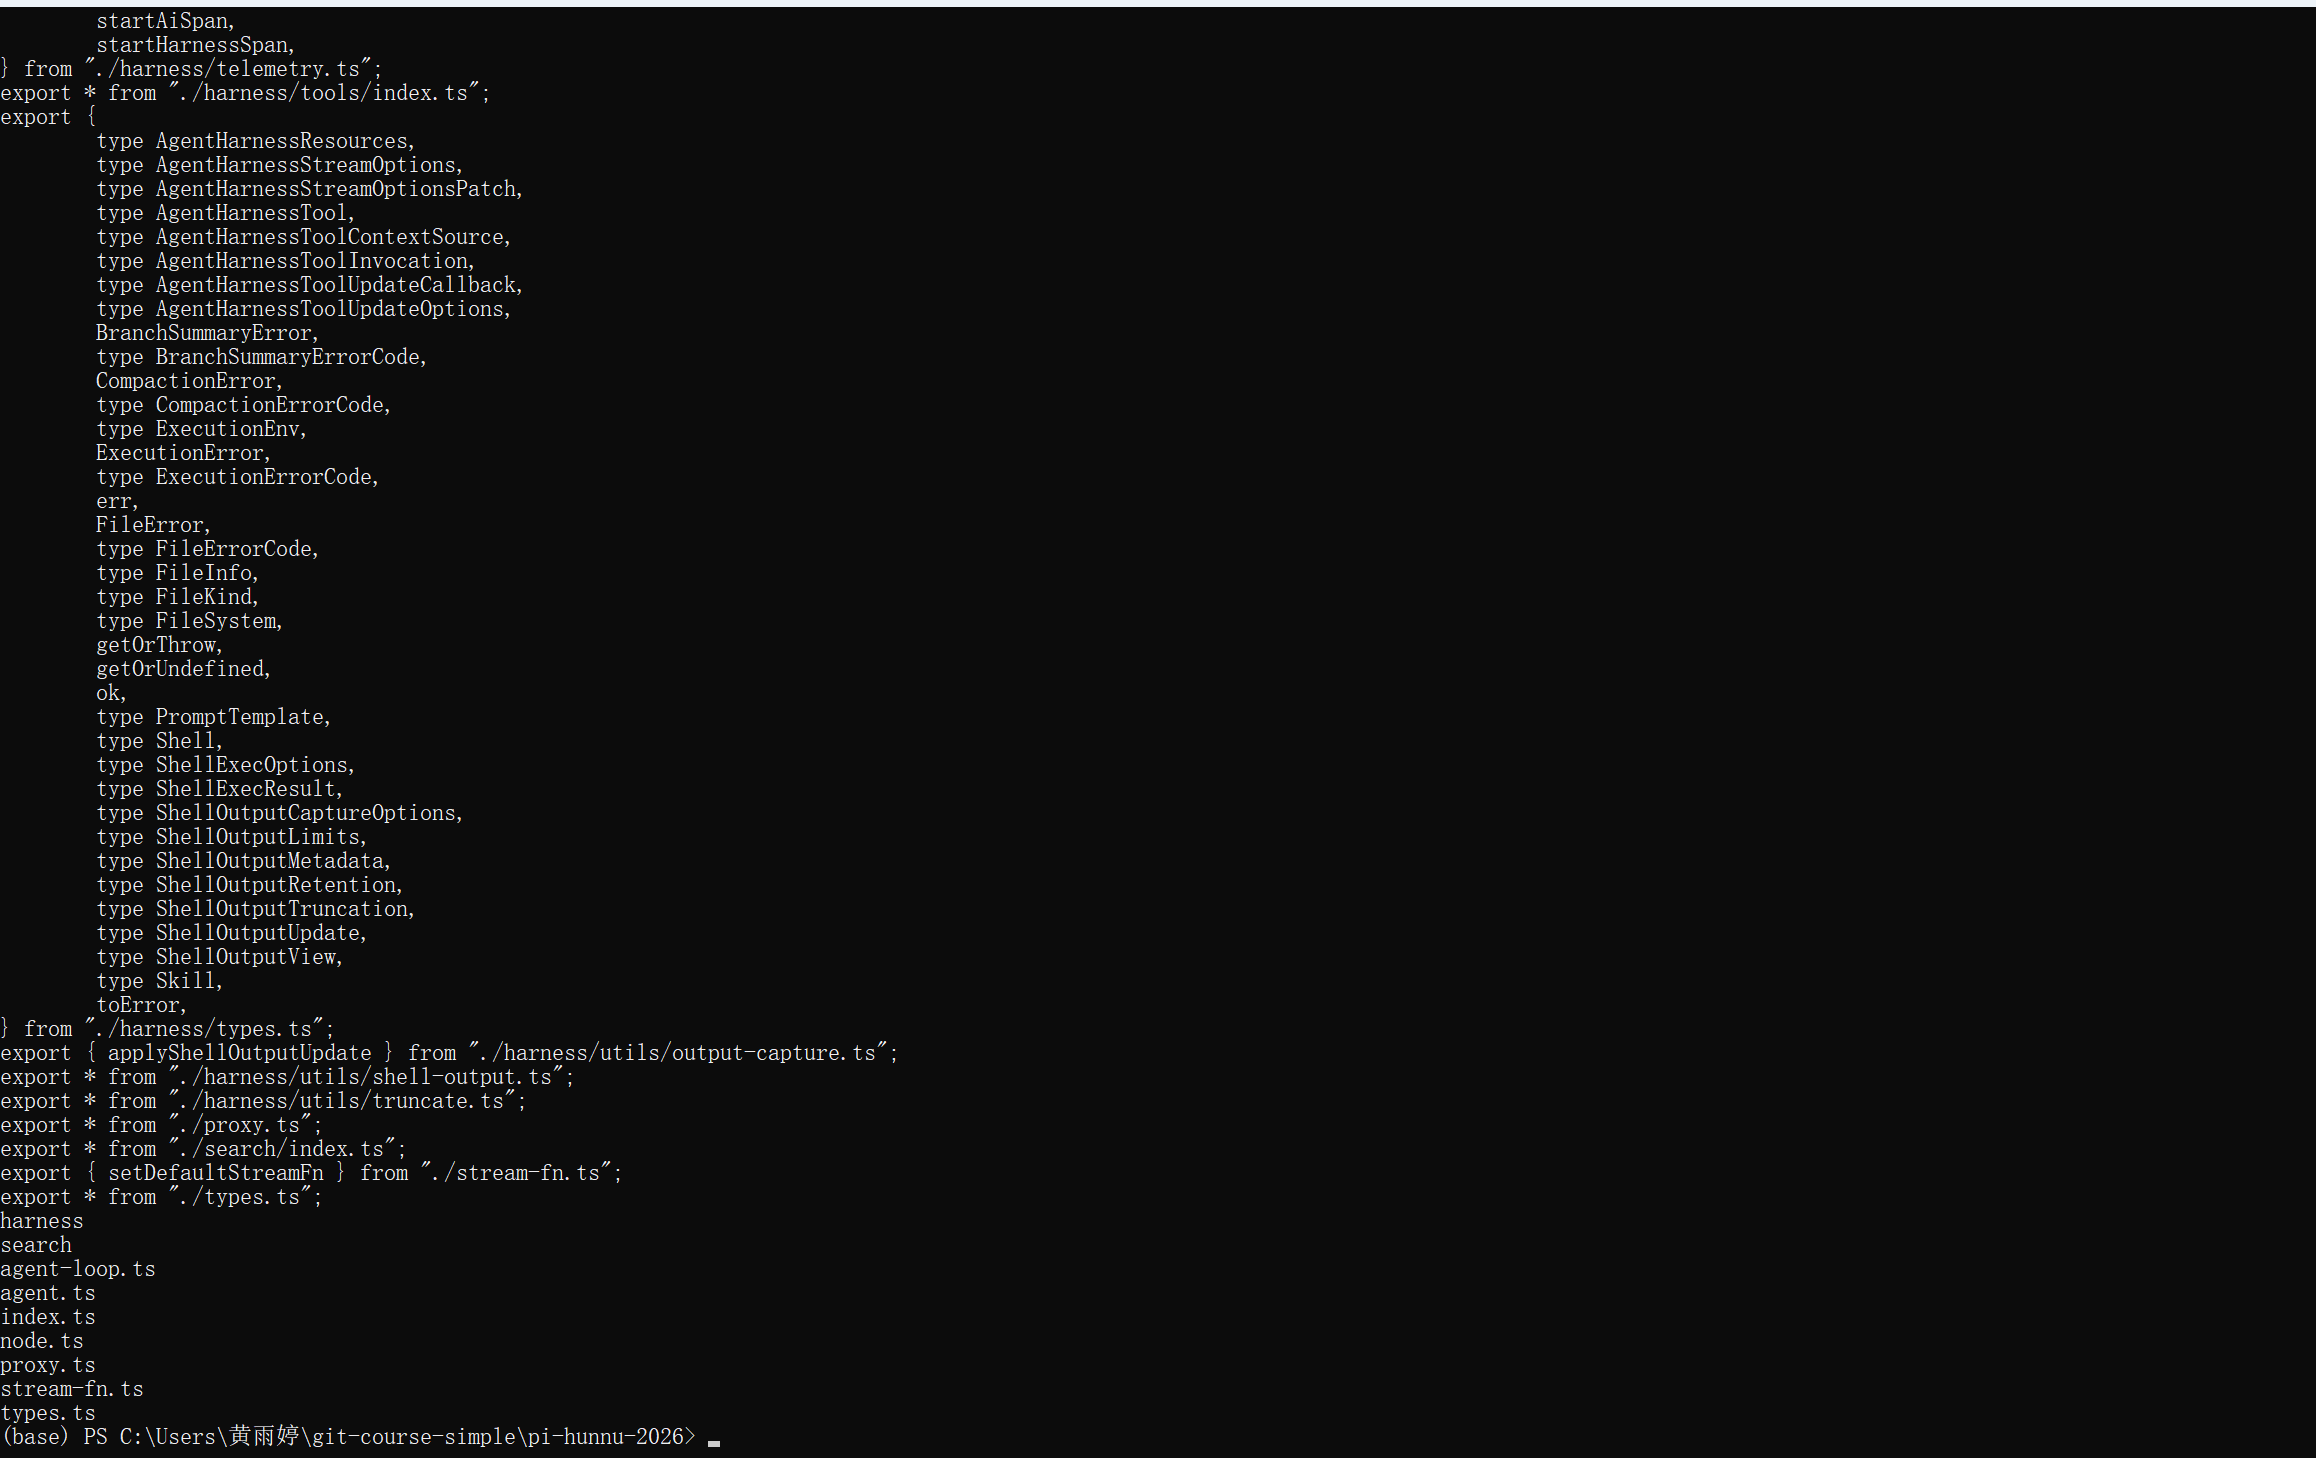 startAiSpan,
        startHarnessSpan,
} from "./harness/telemetry.ts";
export * from "./harness/tools/index.ts";
export {
        type AgentHarnessResources,
        type AgentHarnessStreamOptions,
        type AgentHarnessStreamOptionsPatch,
        type AgentHarnessTool,
        type AgentHarnessToolContextSource,
        type AgentHarnessToolInvocation,
        type AgentHarnessToolUpdateCallback,
        type AgentHarnessToolUpdateOptions,
        BranchSummaryError,
        type BranchSummaryErrorCode,
        CompactionError,
        type CompactionErrorCode,
        type ExecutionEnv,
        ExecutionError,
        type ExecutionErrorCode,
        err,
        FileError,
        type FileErrorCode,
        type FileInfo,
        type FileKind,
        type FileSystem,
        getOrThrow,
        getOrUndefined,
        ok,
        type PromptTemplate,
        type Shell,
        type ShellExecOptions,
        type ShellExecResult,
        type ShellOutputCaptureOptions,
        type ShellOutputLimits,
        type ShellOutputMetadata,
        type ShellOutputRetention,
        type ShellOutputTruncation,
        type ShellOutputUpdate,
        type ShellOutputView,
        type Skill,
        toError,
} from "./harness/types.ts";
export { applyShellOutputUpdate } from "./harness/utils/output-capture.ts";
export * from "./harness/utils/shell-output.ts";
export * from "./harness/utils/truncate.ts";
export * from "./proxy.ts";
export * from "./search/index.ts";
export { setDefaultStreamFn } from "./stream-fn.ts";
export * from "./types.ts";
harness
search
agent-loop.ts
agent.ts
index.ts
node.ts
proxy.ts
stream-fn.ts
types.ts
(base) PS C:\Users\黄雨婷\git-course-simple\pi-hunnu-2026>